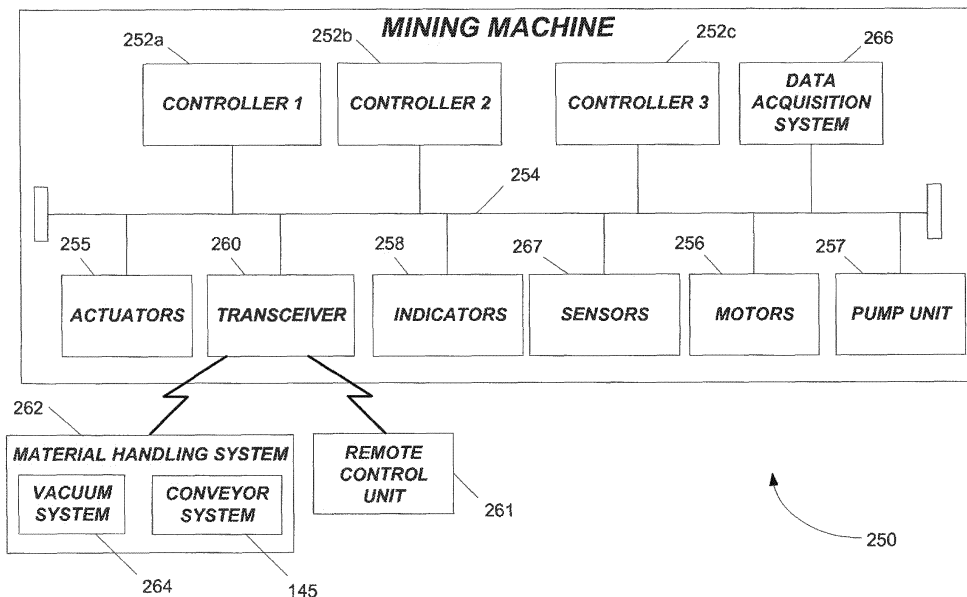 MINING MACHINE
252a
252b
252c
266
CONTROLLER 1
CONTROLLER 2
CONTROLLER 3
DATA
ACQUISITION
SYSTEM
254
255
260
258
267
256
257
ACTUATORS
TRANSCEIVER
INDICATORS
SENSORS
MOTORS
PUMP UNIT
262
MATERIAL HANDLING SYSTEM
VACUUM
SYSTEM
CONVEYOR
SYSTEM
REMOTE
CONTROL
UNIT
261
264
145
250